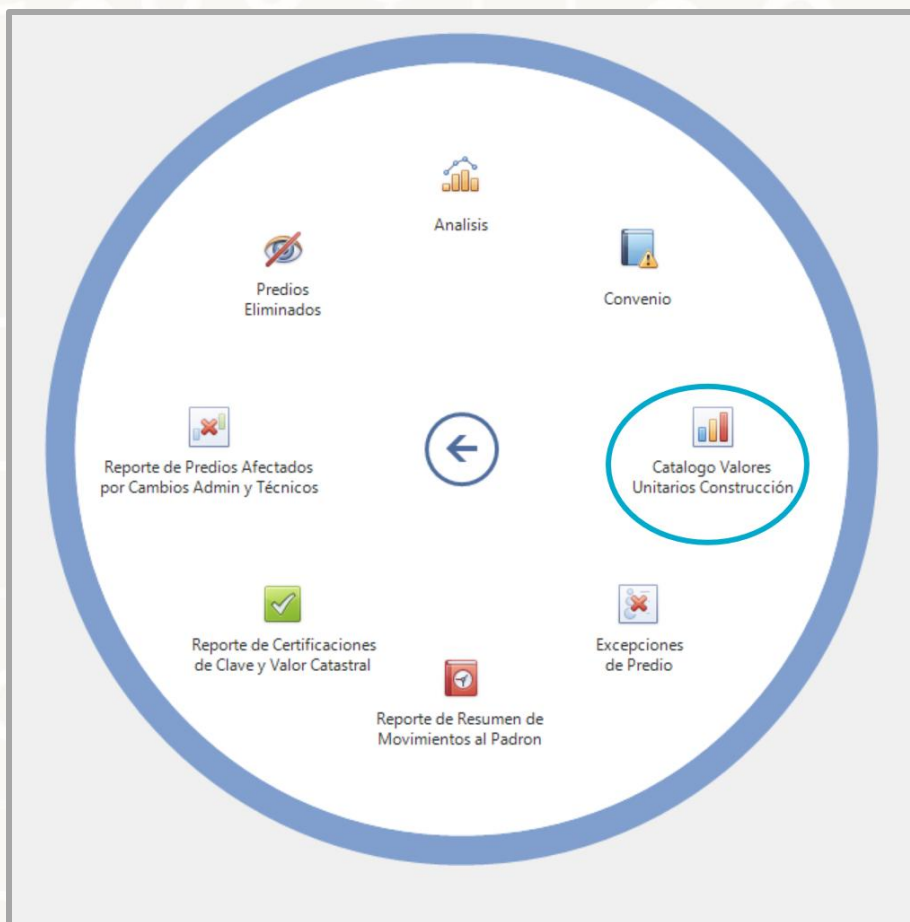 Analisis
Predios
Eliminados
Convenio
Reporte de Predios Afectados
por Cambios Admin y Técnicos
Catalogo Valores
Unitarios Construcción
Reporte de Certificaciones
de Clave y Valor Catastral
Excepciones
de Predio
Reporte de Resumen de
Movimientos al Padron